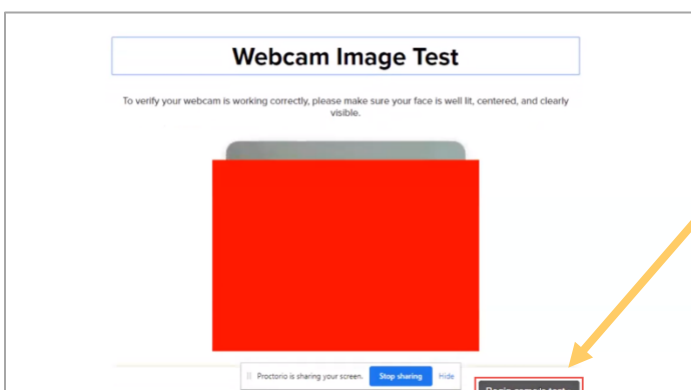 Webcam Image Test
To verify your webcam is working correctly, please make sure your face is well lit, centered, and clearly
visible.
Proctorio is sharing your screen. Stop sharing Hide